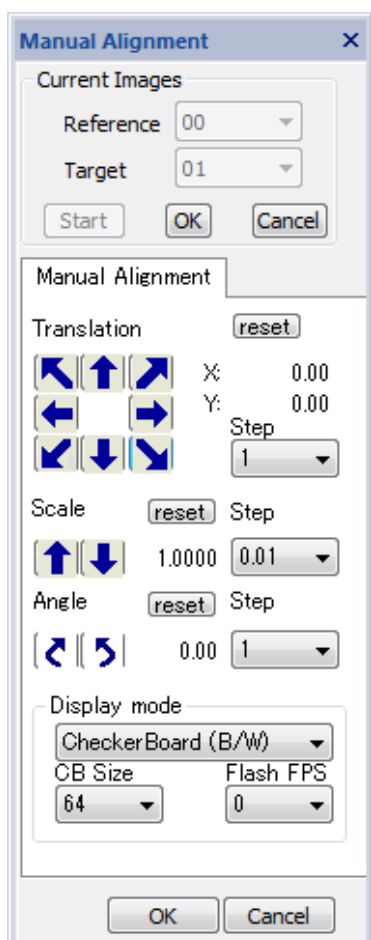 Manual Alignment
Current Images
Reference 00
Target 01
Start OK Cancel
Manual Alignment
Translation reset
X: 0.00
Y: 0.00
Step
1
Scale reset Step
1.0000 0.01
Angle reset Step
0.00 1
Display mode
CheckerBoard (B/W)
CB Size Flash FPS
64 0
OK Cancel